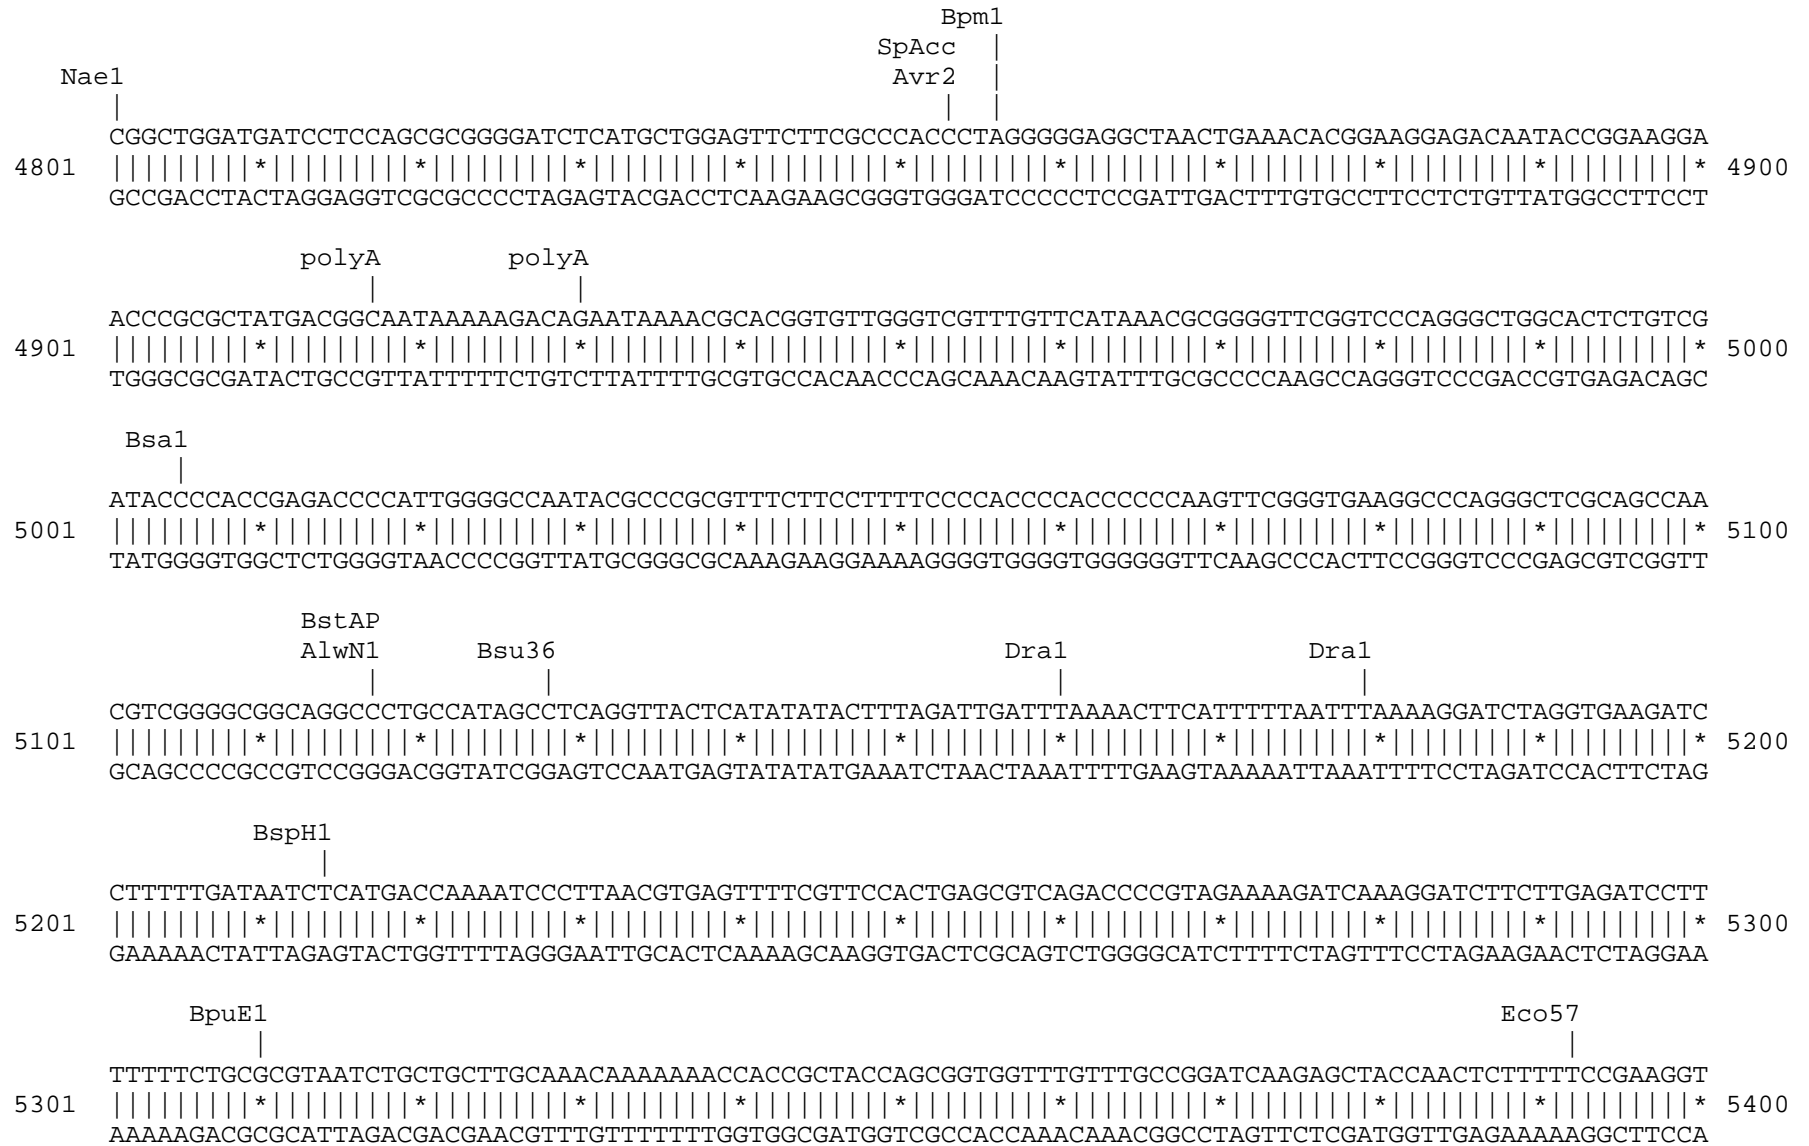 Bpm1
SpAcc |
Nae1 Avr2 |
| | |
CGGCTGGATGATCCTCCAGCGCGGGGATCTCATGCTGGAGTTCTTCGCCCACCCTAGGGGGAGGCTAACTGAAACACGGAAGGAGACAATACCGGAAGGA
4801 |||||||||*|||||||||*|||||||||*|||||||||*|||||||||*|||||||||*|||||||||*|||||||||*|||||||||*|||||||||* 4900
GCCGACCTACTAGGAGGTCGCGCCCCTAGAGTACGACCTCAAGAAGCGGGTGGGATCCCCCTCCGATTGACTTTGTGCCTTCCTCTGTTATGGCCTTCCT
polyA polyA
| |
ACCCGCGCTATGACGGCAATAAAAAGACAGAATAAAACGCACGGTGTTGGGTCGTTTGTTCATAAACGCGGGGTTCGGTCCCAGGGCTGGCACTCTGTCG
4901 |||||||||*|||||||||*|||||||||*|||||||||*|||||||||*|||||||||*|||||||||*|||||||||*|||||||||*|||||||||* 5000
TGGGCGCGATACTGCCGTTATTTTTCTGTCTTATTTTGCGTGCCACAACCCAGCAAACAAGTATTTGCGCCCCAAGCCAGGGTCCCGACCGTGAGACAGC
Bsa1
|
ATACCCCACCGAGACCCCATTGGGGCCAATACGCCCGCGTTTCTTCCTTTTCCCCACCCCACCCCCCAAGTTCGGGTGAAGGCCCAGGGCTCGCAGCCAA
5001 |||||||||*|||||||||*|||||||||*|||||||||*|||||||||*|||||||||*|||||||||*|||||||||*|||||||||*|||||||||* 5100
TATGGGGTGGCTCTGGGGTAACCCCGGTTATGCGGGCGCAAAGAAGGAAAAGGGGTGGGGTGGGGGGTTCAAGCCCACTTCCGGGTCCCGAGCGTCGGTT
BstAP
AlwN1 Bsu36 Dra1 Dra1
| | | |
CGTCGGGGCGGCAGGCCCTGCCATAGCCTCAGGTTACTCATATATACTTTAGATTGATTTAAAACTTCATTTTTAATTTAAAAGGATCTAGGTGAAGATC
5101 |||||||||*|||||||||*|||||||||*|||||||||*|||||||||*|||||||||*|||||||||*|||||||||*|||||||||*|||||||||* 5200
GCAGCCCCGCCGTCCGGGACGGTATCGGAGTCCAATGAGTATATATGAAATCTAACTAAATTTTGAAGTAAAAATTAAATTTTCCTAGATCCACTTCTAG
BspH1
|
CTTTTTGATAATCTCATGACCAAAATCCCTTAACGTGAGTTTTCGTTCCACTGAGCGTCAGACCCCGTAGAAAAGATCAAAGGATCTTCTTGAGATCCTT
5201 |||||||||*|||||||||*|||||||||*|||||||||*|||||||||*|||||||||*|||||||||*|||||||||*|||||||||*|||||||||* 5300
GAAAAACTATTAGAGTACTGGTTTTAGGGAATTGCACTCAAAAGCAAGGTGACTCGCAGTCTGGGGCATCTTTTCTAGTTTCCTAGAAGAACTCTAGGAA
BpuE1 Eco57
| |
TTTTTCTGCGCGTAATCTGCTGCTTGCAAACAAAAAAACCACCGCTACCAGCGGTGGTTTGTTTGCCGGATCAAGAGCTACCAACTCTTTTTCCGAAGGT
5301 |||||||||*|||||||||*|||||||||*|||||||||*|||||||||*|||||||||*|||||||||*|||||||||*|||||||||*|||||||||* 5400
AAAAAGACGCGCATTAGACGACGAACGTTTGTTTTTTTGGTGGCGATGGTCGCCACCAAACAAACGGCCTAGTTCTCGATGGTTGAGAAAAAGGCTTCCA